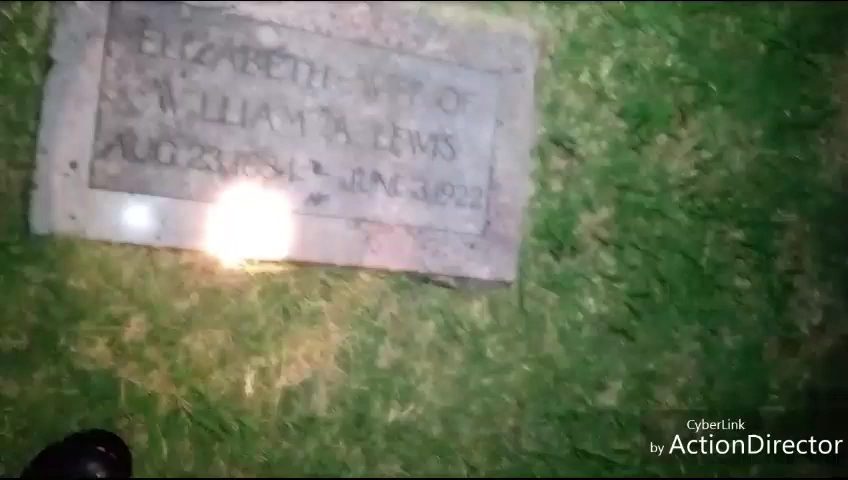 ELIZABETH WIFE OF
WILLIAM A. LEWIS
AUG. 23, JUNE 3, 1922
CyberLink
by ActionDirector